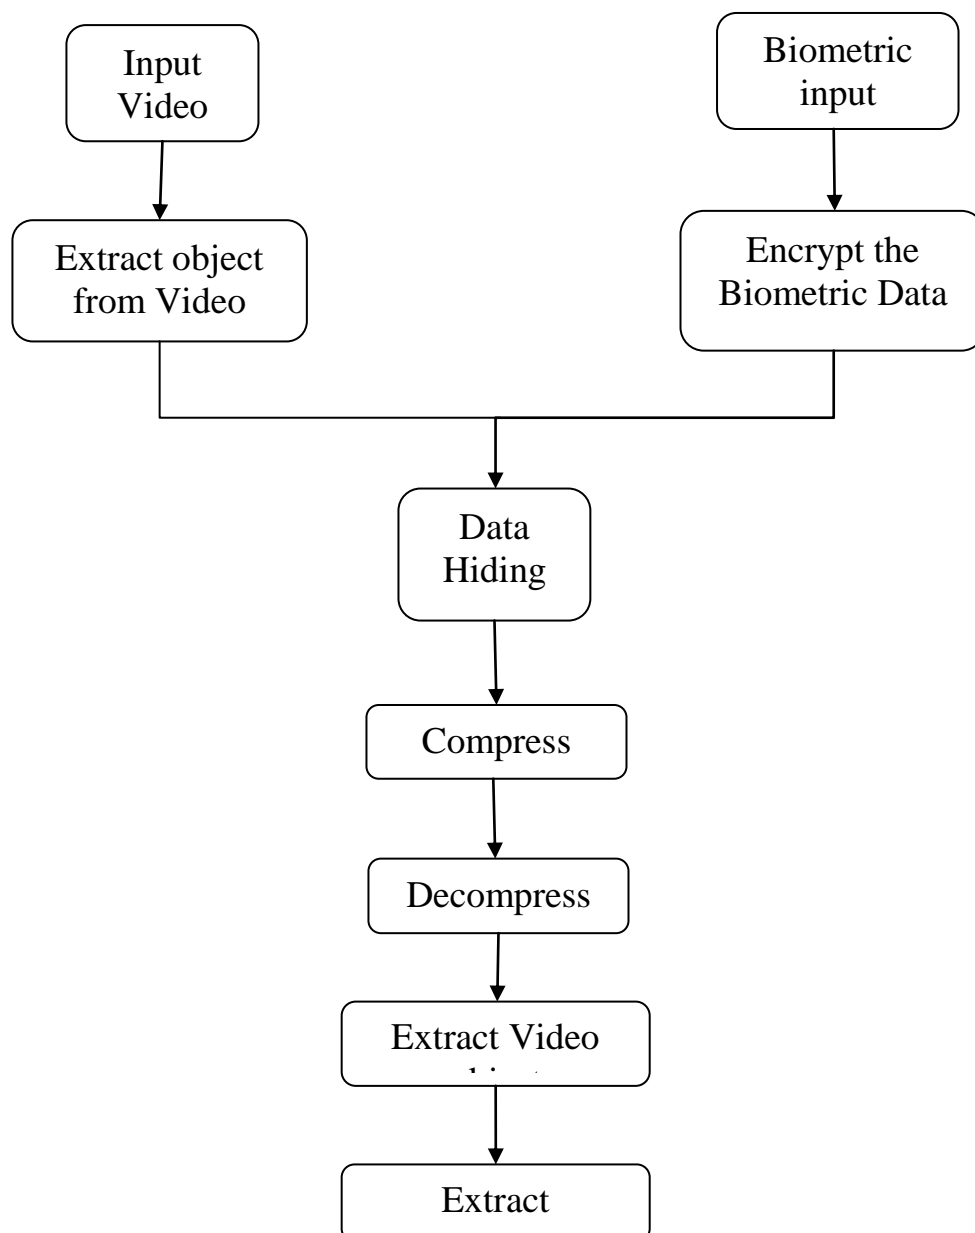 Input
Video
Biometric
input
Extract object
from Video
Encrypt the
Biometric Data
Data
Hiding
Compress
Decompress
Extract Video
Extract